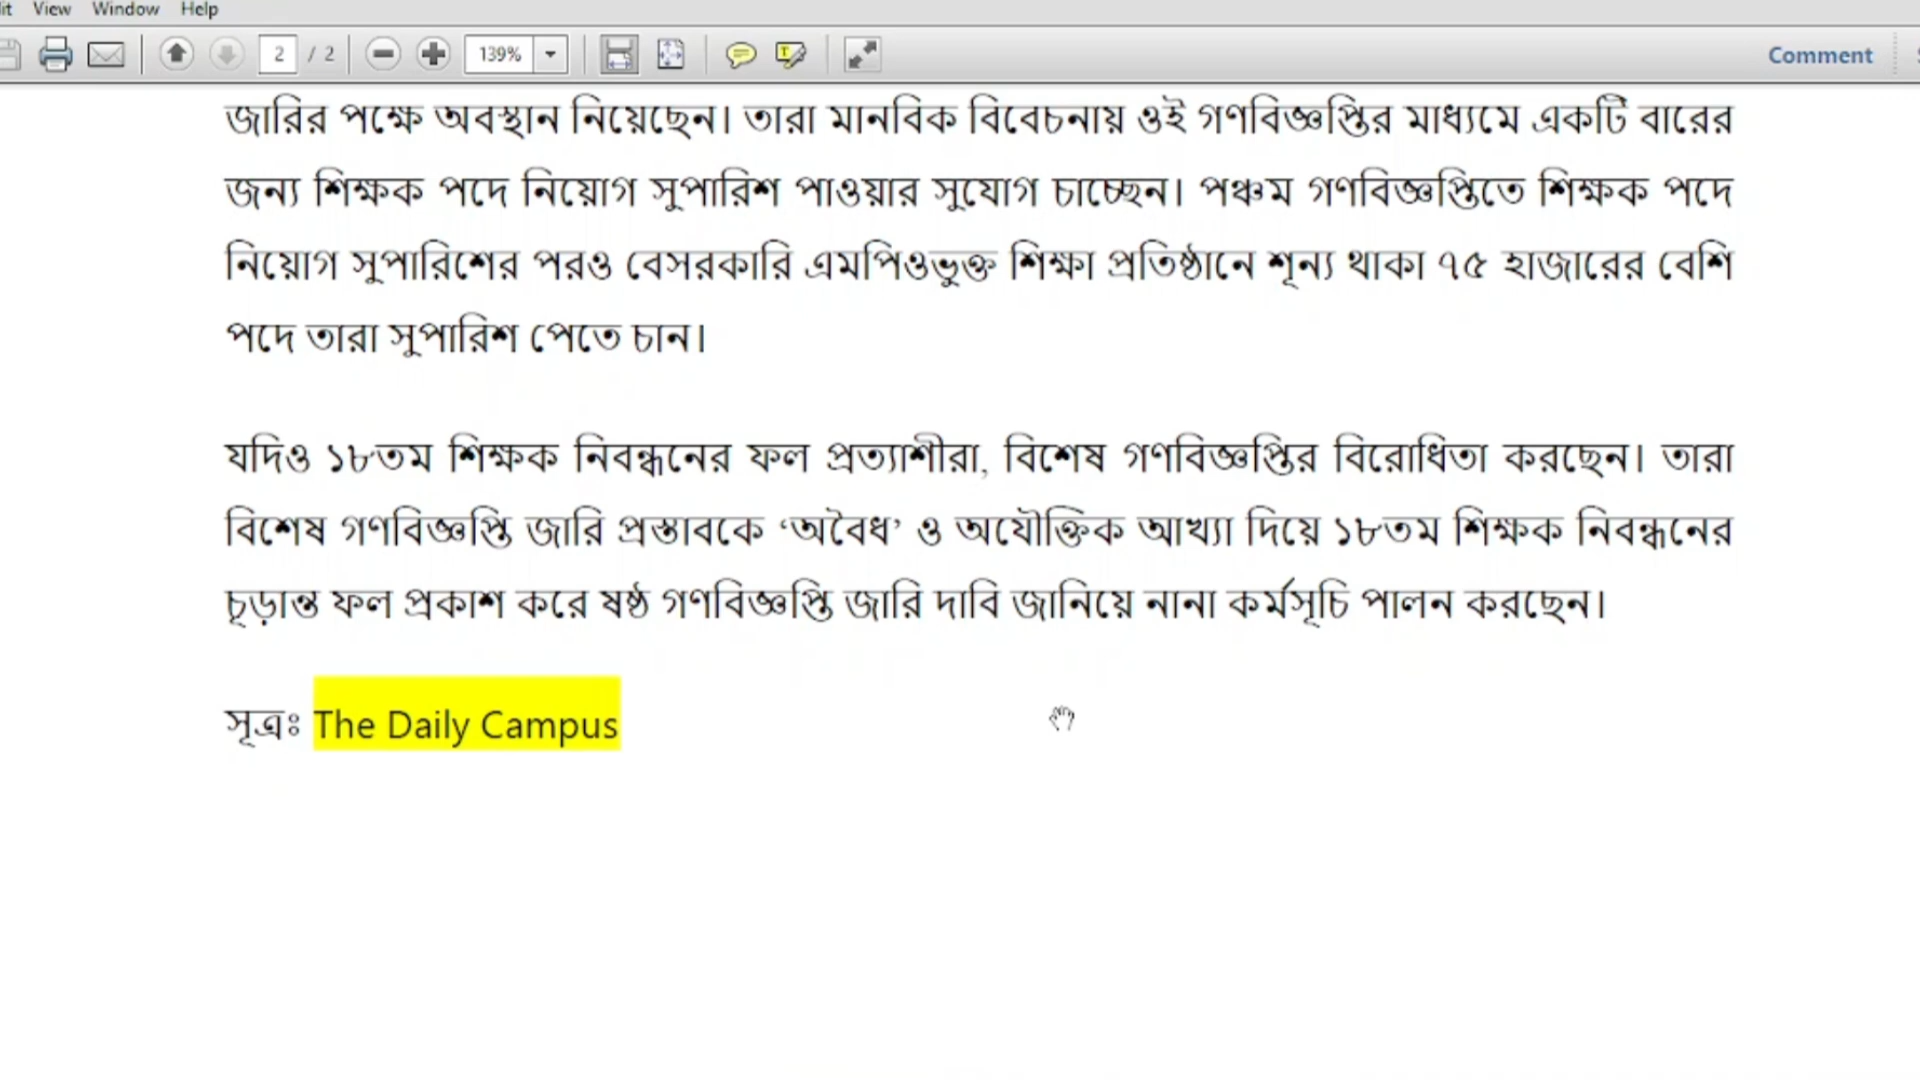 it View Window Help
2 / 2 139% Comment
জারির পক্ষে অবস্থান নিয়েছেন। তারা মানবিক বিবেচনায় ওই গণবিজ্ঞপ্তির মাধ্যমে একটি বারের
জন্য শিক্ষক পদে নিয়োগ সুপারিশ পাওয়ার সুযোগ চাচ্ছেন। পঞ্চম গণবিজ্ঞপ্তিতে শিক্ষক পদে
নিয়োগ সুপারিশের পরও বেসরকারি এমপিওভুক্ত শিক্ষা প্রতিষ্ঠানে শূন্য থাকা ৭৫ হাজারের বেশি
পদে তারা সুপারিশ পেতে চান।
যদিও ১৮তম শিক্ষক নিবন্ধনের ফল প্রত্যাশীরা, বিশেষ গণবিজ্ঞপ্তির বিরোধিতা করছেন। তারা
বিশেষ গণবিজ্ঞপ্তি জারি প্রস্তাবকে ‘অবৈধ’ ও অযৌক্তিক আখ্যা দিয়ে ১৮তম শিক্ষক নিবন্ধনের
চূড়ান্ত ফল প্রকাশ করে ষষ্ঠ গণবিজ্ঞপ্তি জারি দাবি জানিয়ে নানা কর্মসূচি পালন করছেন।
সূত্রঃ The Daily Campus